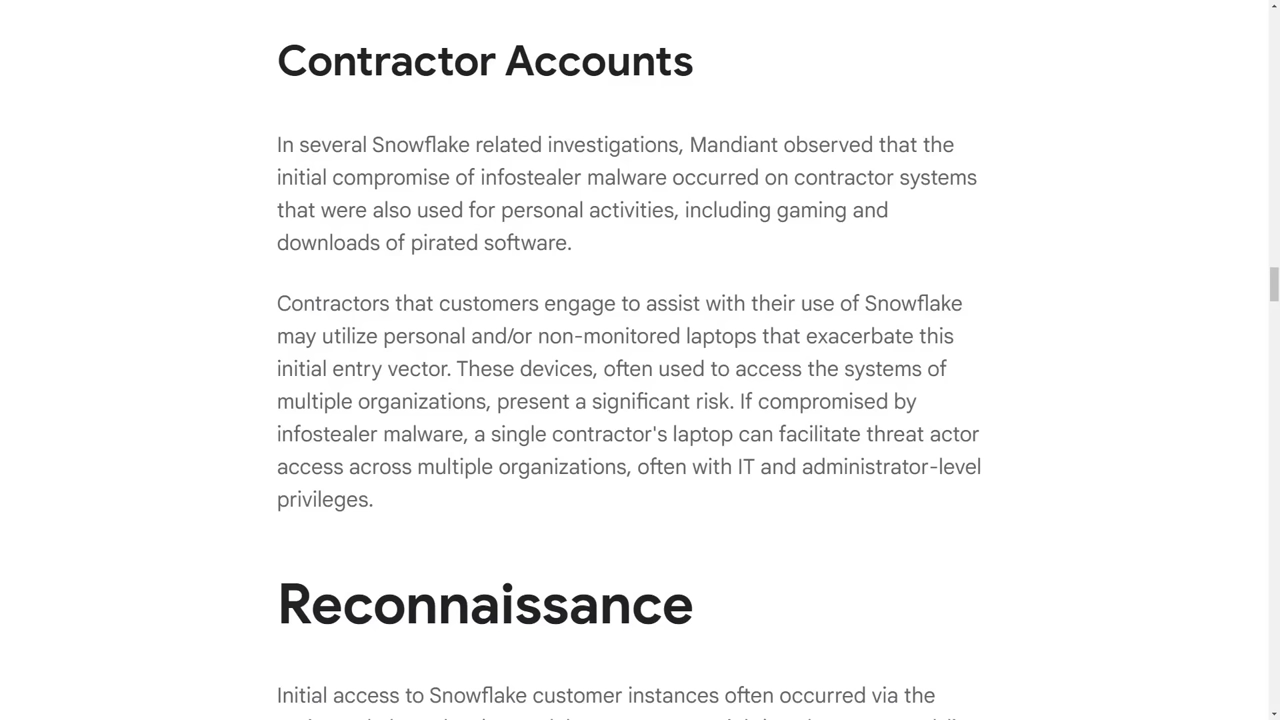 Contractor Accounts
In several Snowflake related investigations, Mandiant observed that the
initial compromise of infostealer malware occurred on contractor systems
that were also used for personal activities, including gaming and
downloads of pirated software.
Contractors that customers engage to assist with their use of Snowflake
may utilize personal and/or non-monitored laptops that exacerbate this
initial entry vector. These devices, often used to access the systems of
multiple organizations, present a significant risk. If compromised by
infostealer malware, a single contractor's laptop can facilitate threat actor
access across multiple organizations, often with IT and administrator-level
privileges.
Reconnaissance
Initial access to Snowflake customer instances often occurred via the